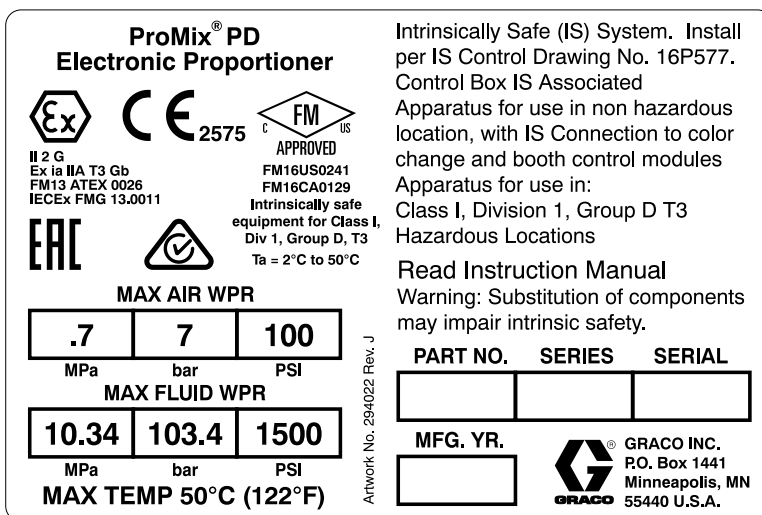 ProMix® PD
Electronic Proportioner
Ex
CE 2575
FM
C US
APPROVED
II 2 G
Ex ia IIA T3 Gb
FM13 ATEX 0026
IECEx FMG 13.0011
FM16US0241
FM16CA0129
Intrinsically safe
equipment for Class I,
Div 1, Group D, T3
Ta = 2°C to 50°C
EAC
MAX AIR WPR
.7 7 100
MPa bar PSI
MAX FLUID WPR
10.34 103.4 1500
MPa bar PSI
MAX TEMP 50°C (122°F)
Artwork No. 294022 Rev. J
Intrinsically Safe (IS) System. Install
per IS Control Drawing No. 16P577.
Control Box IS Associated
Apparatus for use in non hazardous
location, with IS Connection to color
change and booth control modules
Apparatus for use in:
Class I, Division 1, Group D T3
Hazardous Locations
Read Instruction Manual
Warning: Substitution of components
may impair intrinsic safety.
PART NO. SERIES SERIAL
MFG. YR.
G ®
GRACO
GRACO INC.
P.O. Box 1441
Minneapolis, MN
55440 U.S.A.